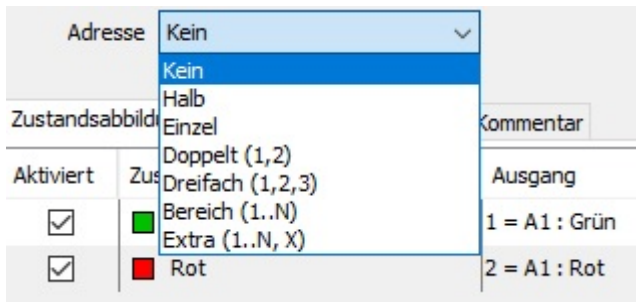 Adresse Kein
Kein
Halb
Einzel
Doppelt (1,2)
Dreifach (1,2,3)
Bereich (1..N)
Extra (1..N, X)
Kommentar
Aktiviert Ausgang
1 = A1 : Grün
Rot 2 = A1 : Rot